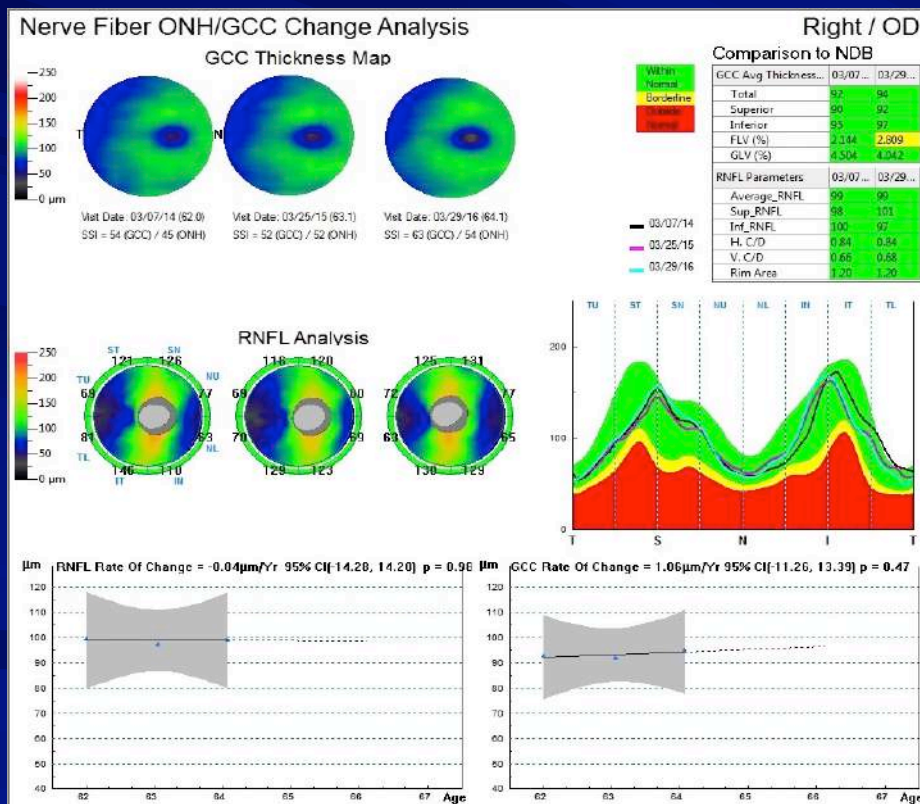 Nerve Fiber ONH/GCC Change Analysis
Right / OD
GCC Thickness Map
Comparison to NDB
250
200
150
100
50
0 µm
T
N
Visit Date: 03/07/14 (62.0)
SSI = 54 (GCC) / 45 (ONH)
Visit Date: 03/25/15 (63.1)
SSI = 52 (GCC) / 52 (ONH)
Visit Date: 03/29/16 (64.1)
SSI = 63 (GCC) / 54 (ONH)
Within
Normal
Borderline
Outside
Normal
GCC Avg Thickness... 03/07... 03/29...
Total 92 94
Superior 90 92
Inferior 95 97
FLV (%) 2.144 2.809
GLV (%) 4.504 4.042
RNFL Parameters 03/07... 03/29...
Average_RNFL 99 99
Sup_RNFL 98 101
Inf_RNFL 100 97
H. C/D 0.84 0.84
V. C/D 0.66 0.68
Rim Area 1.20 1.20
03/07/14
03/25/15
03/29/16
RNFL Analysis
250
200
150
100
50
0 µm
ST SN
121 126
TU NU
69 77
81 63
TL NL
146 110
IT IN
116 120
69
70 69
129 123
125 131
77
63 65
130 129
TU ST SN NU NL IN IT TL
200
100
0
T S N I T
µm RNFL Rate Of Change = -0.04µm/Yr 95% CI(-14.28, 14.20) p = 0.98
120
110
100
90
80
70
60
50
40
62 63 64 65 66 67 Age
µm GCC Rate Of Change = 1.06µm/Yr 95% CI(-11.26, 13.39) p = 0.47
120
110
100
90
80
70
60
50
40
62 63 64 65 66 67 Age